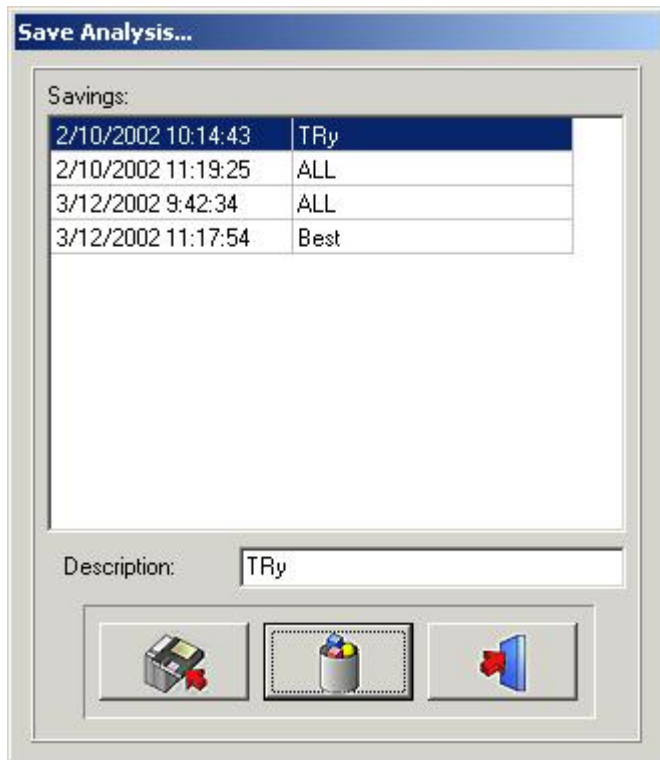 Save Analysis...
Savings:
2/10/2002 10:14:43 TRy
2/10/2002 11:19:25 ALL
3/12/2002 9:42:34 ALL
3/12/2002 11:17:54 Best
Description: TRy